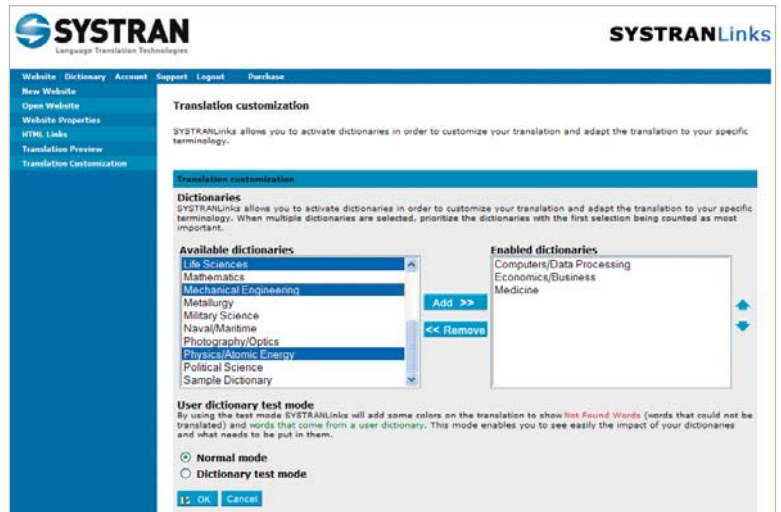 SYSTRAN
Language Translation Technologies
SYSTRANLinks
Website Dictionary Account Support Logout Purchase
New Website
Open Website
Website Properties
HTML Links
Translation Preview
Translation Customization
Translation customization
SYSTRANLinks allows you to activate dictionaries in order to customize your translation and adapt the translation to your specific
terminology.
Translation customization
Dictionaries
SYSTRANLinks allows you to activate dictionaries in order to customize your translation and adapt the translation to your specific
terminology. When multiple dictionaries are selected, prioritize the dictionaries with the first selection being counted as most
important.
Available dictionaries
Life Sciences
Mathematics
Mechanical Engineering
Metallurgy
Military Science
Naval/Maritime
Photography/Optics
Physics/Atomic Energy
Political Science
Sample Dictionary
Add >>
<< Remove
Enabled dictionaries
Computers/Data Processing
Economics/Business
Medicine
User dictionary test mode
By using the test mode SYSTRANLinks will add some colors on the translation to show Not Found Words (words that could not be
translated) and words that come from a user dictionary. This mode enables you to see easily the impact of your dictionaries
and what needs to be put in them.
Normal mode
Dictionary test mode
OK Cancel